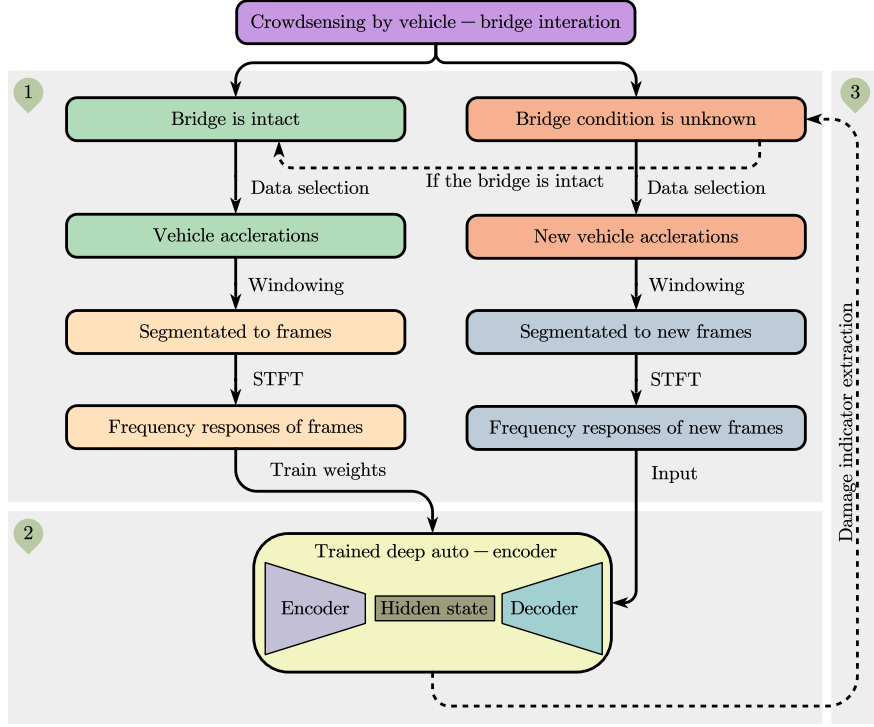 Crowdsensing by vehicle − bridge interation
1
3
Bridge is intact
Bridge condition is unknown
If the bridge is intact
Data selection
Data selection
Vehicle acclerations
New vehicle acclerations
Windowing
Windowing
Segmentated to frames
Segmentated to new frames
STFT
STFT
Frequency responses of frames
Frequency responses of new frames
Train weights
Input
Damage indicator extraction
2
Trained deep auto − encoder
Encoder
Hidden state
Decoder